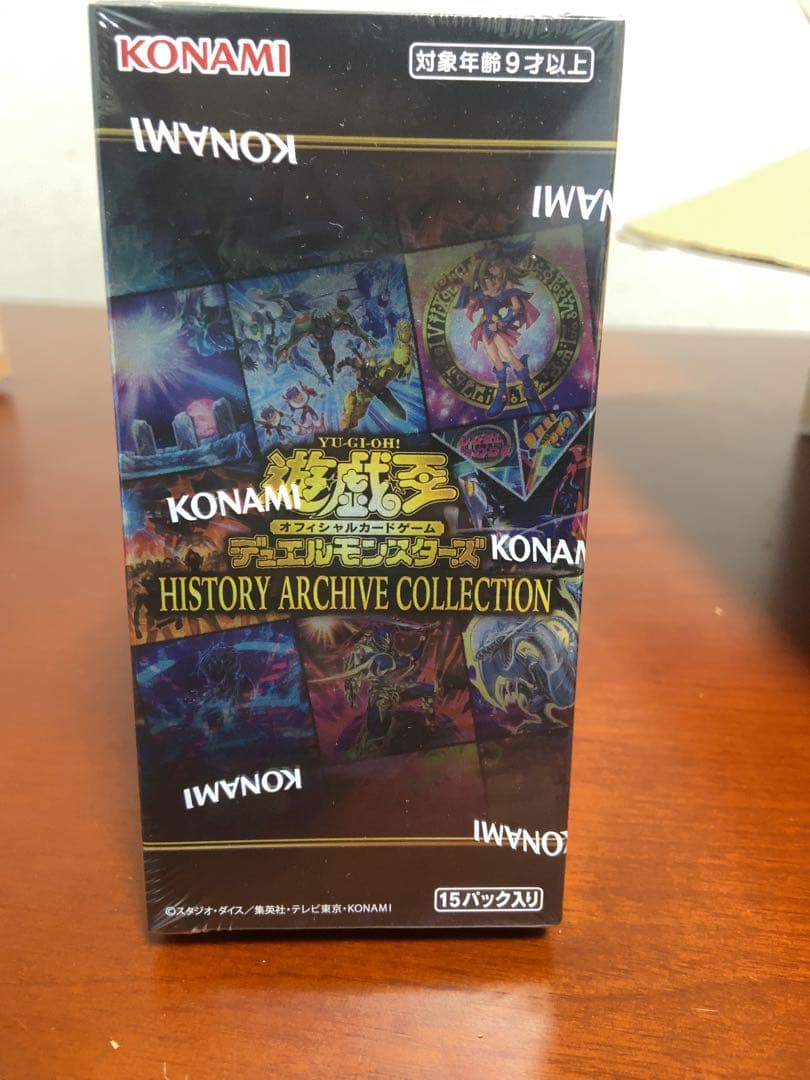 KONAMI
対象年齢9才以上
KONAMI
KONAMI
YU-GI-OH!
遊戯王
オフィシャルカードゲーム
デュエルモンスターズ
KONAMI
KONAM
HISTORY ARCHIVE COLLECTION
KONAMI
KONAMI
©スタジオ・ダイス／集英社・テレビ東京・KONAMI
15パック入り